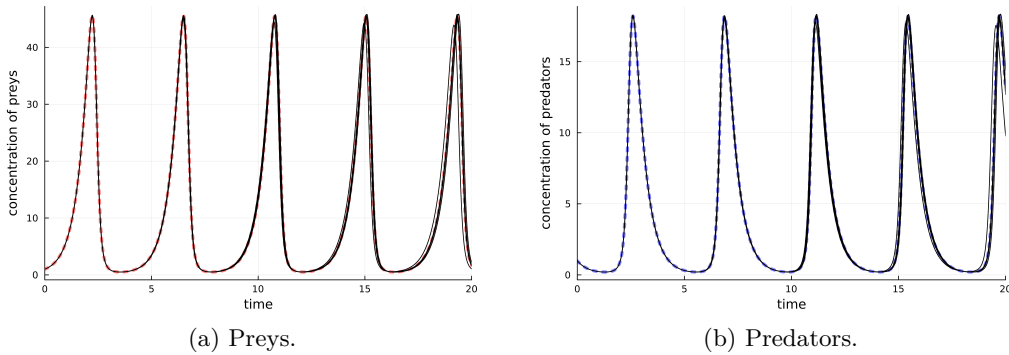 concentration of preys
40
30
20
10
0
0 5 10 15 20
time
(a) Preys.
concentration of predators
15
10
5
0
0 5 10 15 20
time
(b) Predators.